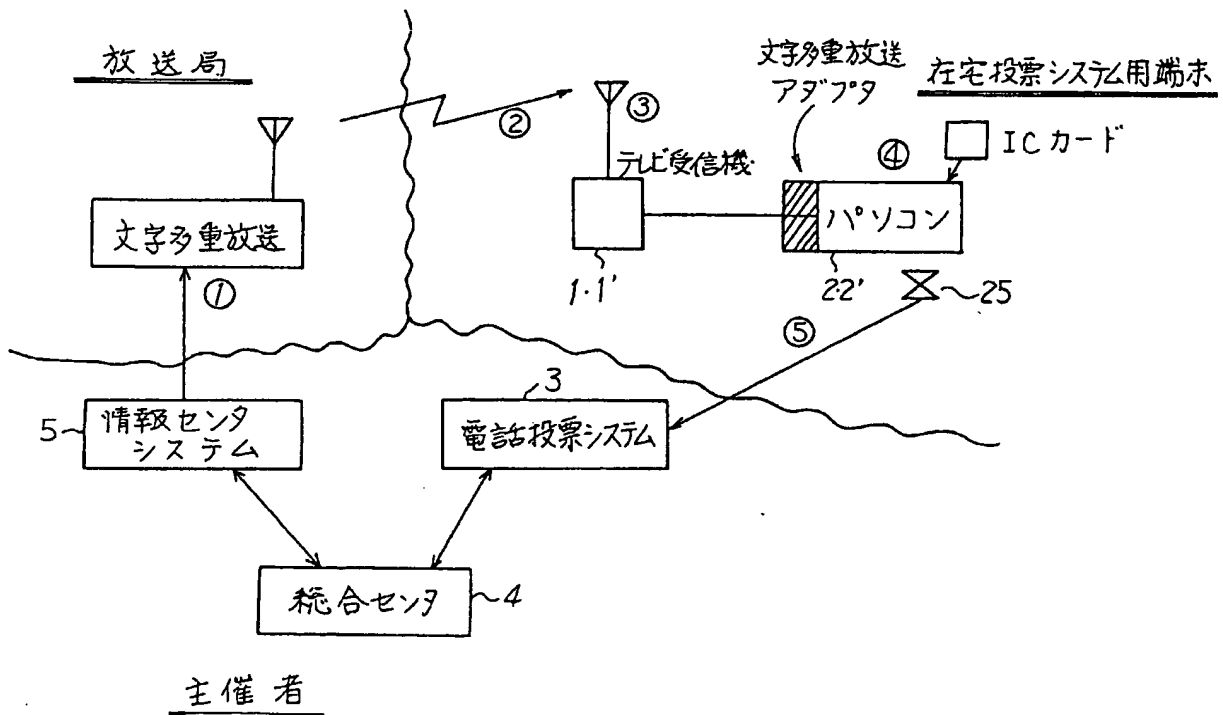 放送局
文字多重放送
①
②
③
テレビ受信機
1・1'
文字多重放送
アダプタ
在宅投票システム用端末
④
ICカード
パソコン
2・2'
25
⑤
5
情報センタ
システム
3
電話投票システム
総合センタ
4
主催者